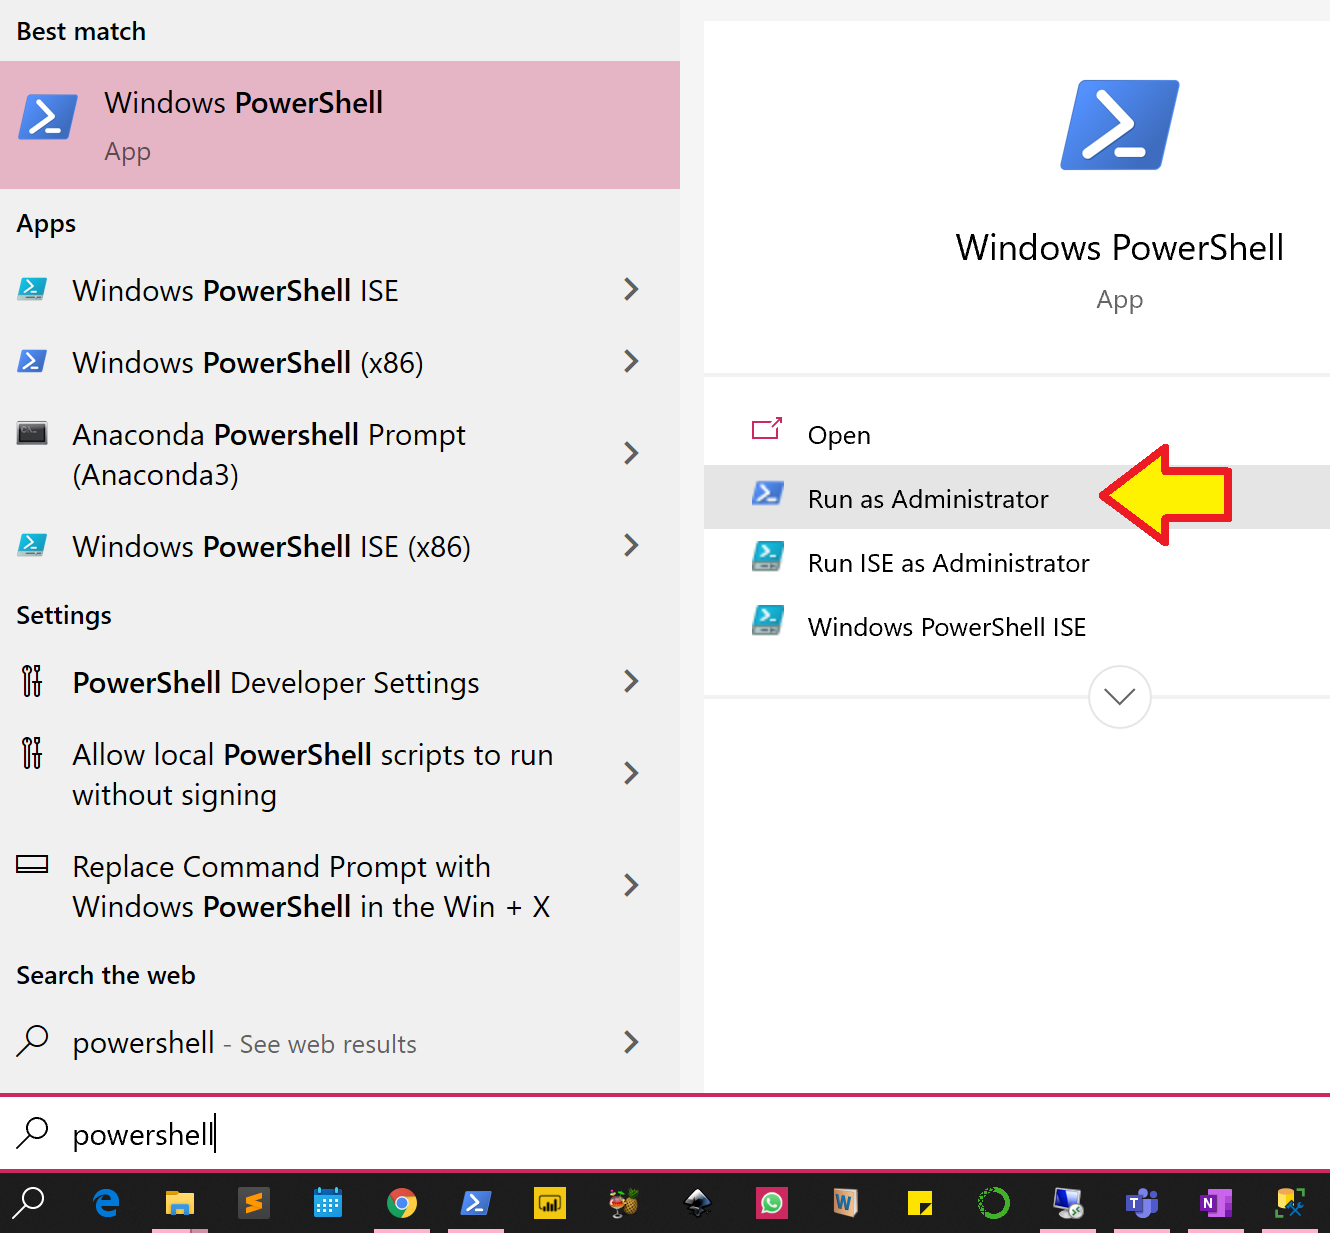 Best match
Windows PowerShell
App
Apps
Windows PowerShell ISE
Windows PowerShell (x86)
Anaconda Powershell Prompt
(Anaconda3)
Windows PowerShell ISE (x86)
Settings
PowerShell Developer Settings
Allow local PowerShell scripts to run
without signing
Replace Command Prompt with
Windows PowerShell in the Win + X
Search the web
powershell - See web results
powershell
Windows PowerShell
App
Open
Run as Administrator
Run ISE as Administrator
Windows PowerShell ISE